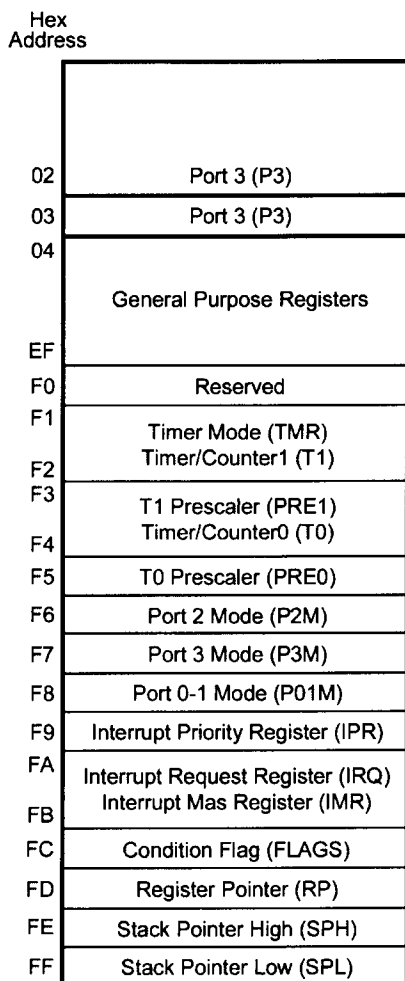 Hex
Address
02 Port 3 (P3)
03 Port 3 (P3)
04
General Purpose Registers
EF
F0 Reserved
F1
Timer Mode (TMR)
Timer/Counter1 (T1)
F2
F3
T1 Prescaler (PRE1)
Timer/Counter0 (T0)
F4
F5 T0 Prescaler (PRE0)
F6 Port 2 Mode (P2M)
F7 Port 3 Mode (P3M)
F8 Port 0-1 Mode (P01M)
F9 Interrupt Priority Register (IPR)
FA
Interrupt Request Register (IRQ)
Interrupt Mas Register (IMR)
FB
FC Condition Flag (FLAGS)
FD Register Pointer (RP)
FE Stack Pointer High (SPH)
FF Stack Pointer Low (SPL)